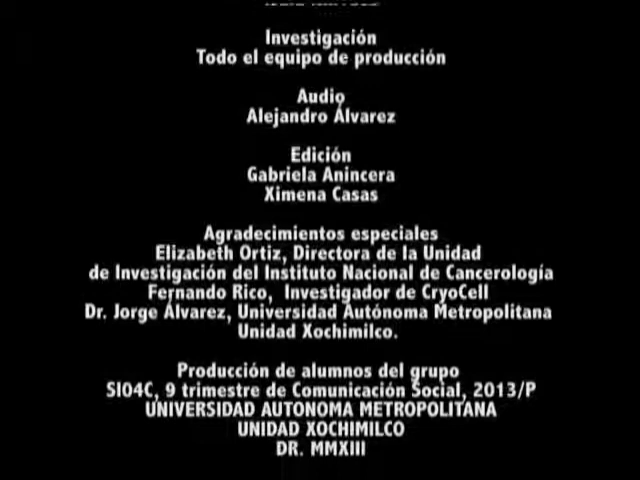 Investigación
Todo el equipo de producción
Audio
Alejandro Álvarez
Edición
Gabriela Anincera
Ximena Casas
Agradecimientos especiales
Elizabeth Ortiz, Directora de la Unidad
de Investigación del Instituto Nacional de Cancerología
Fernando Rico, Investigador de CryoCell
Dr. Jorge Álvarez, Universidad Autónoma Metropolitana
Unidad Xochimilco.
Producción de alumnos del grupo
SI04C, 9 trimestre de Comunicación Social, 2013/P
UNIVERSIDAD AUTONOMA METROPOLITANA
UNIDAD XOCHIMILCO
DR. MMXIII